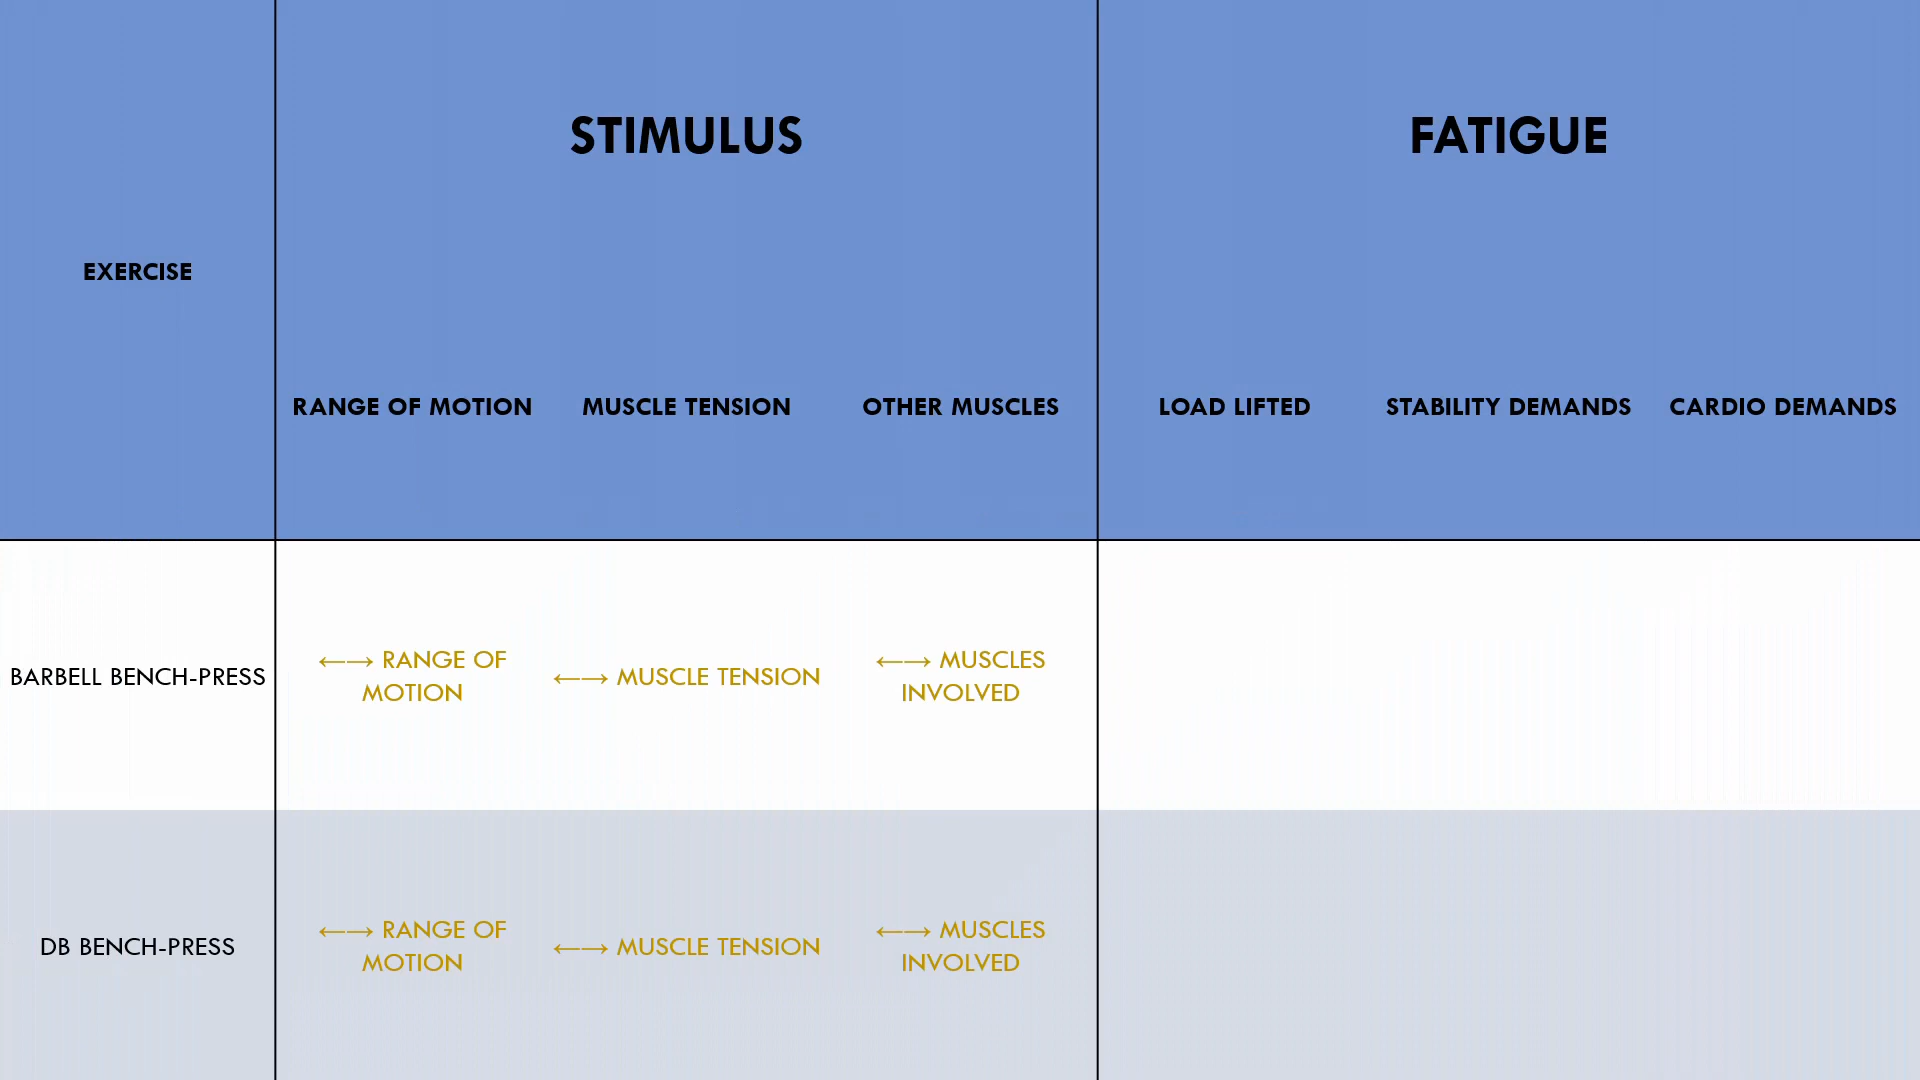 STIMULUS
FATIGUE
EXERCISE
RANGE OF MOTION
MUSCLE TENSION
OTHER MUSCLES
LOAD LIFTED
STABILITY DEMANDS
CARDIO DEMANDS
BARBELL BENCH-PRESS
←→ RANGE OF
MOTION
←→ MUSCLE TENSION
←→ MUSCLES
INVOLVED
DB BENCH-PRESS
←→ RANGE OF
MOTION
←→ MUSCLE TENSION
←→ MUSCLES
INVOLVED